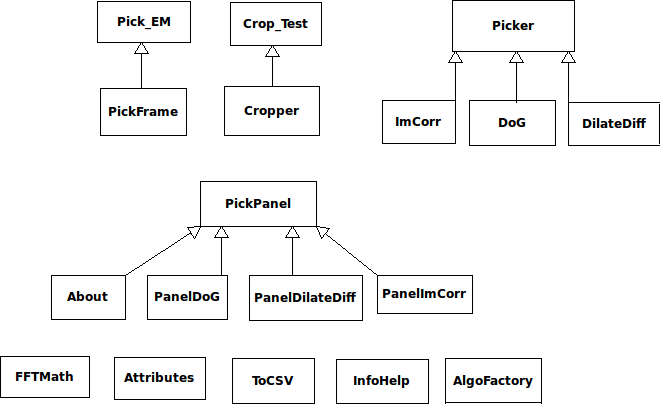 Pick_EM
Crop_Test
Picker
PickFrame
Cropper
ImCorr
DoG
DilateDiff
PickPanel
About
PanelDoG
PanelDilateDiff
PanelImCorr
FFTMath
Attributes
ToCSV
InfoHelp
AlgoFactory